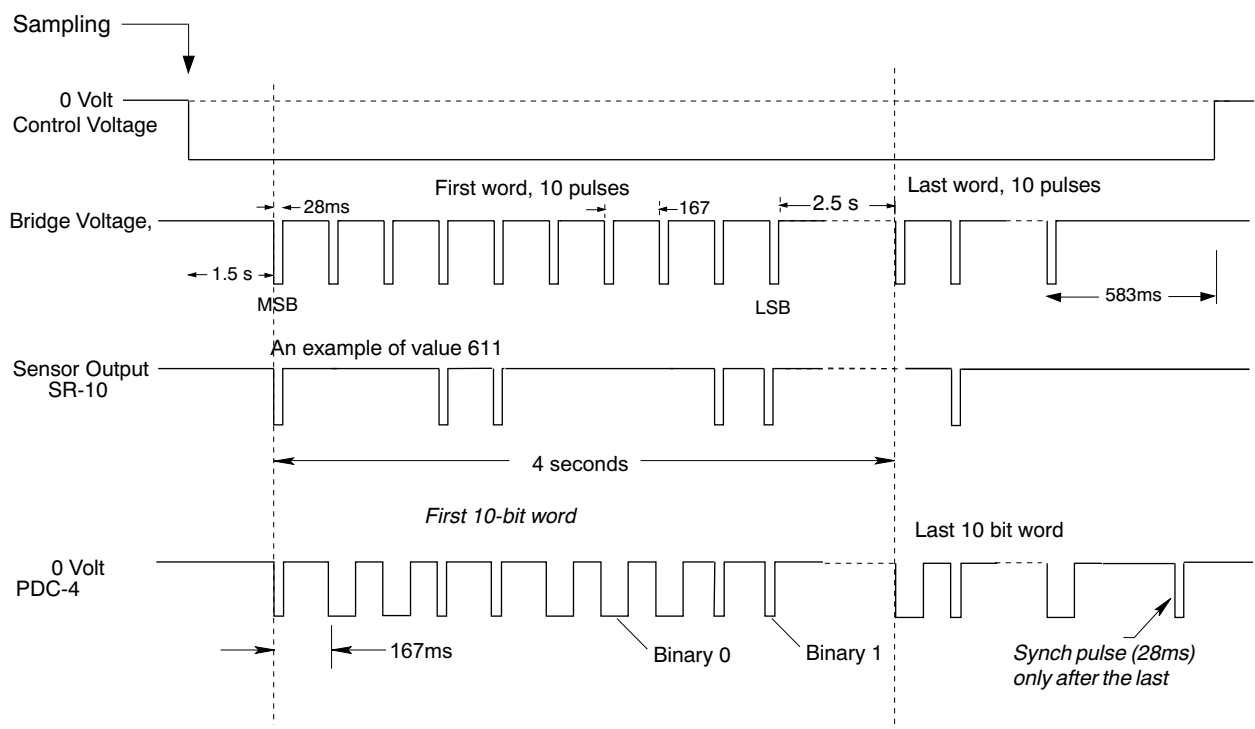 Sampling
0 Volt
Control Voltage
First word, 10 pulses
Last word, 10 pulses
28ms
167
2.5 s
Bridge Voltage,
1.5 s
583ms
MSB
LSB
An example of value 611
Sensor Output
SR-10
4 seconds
First 10-bit word
Last 10 bit word
0 Volt
PDC-4
167ms
Binary 0
Binary 1
Synch pulse (28ms)
only after the last